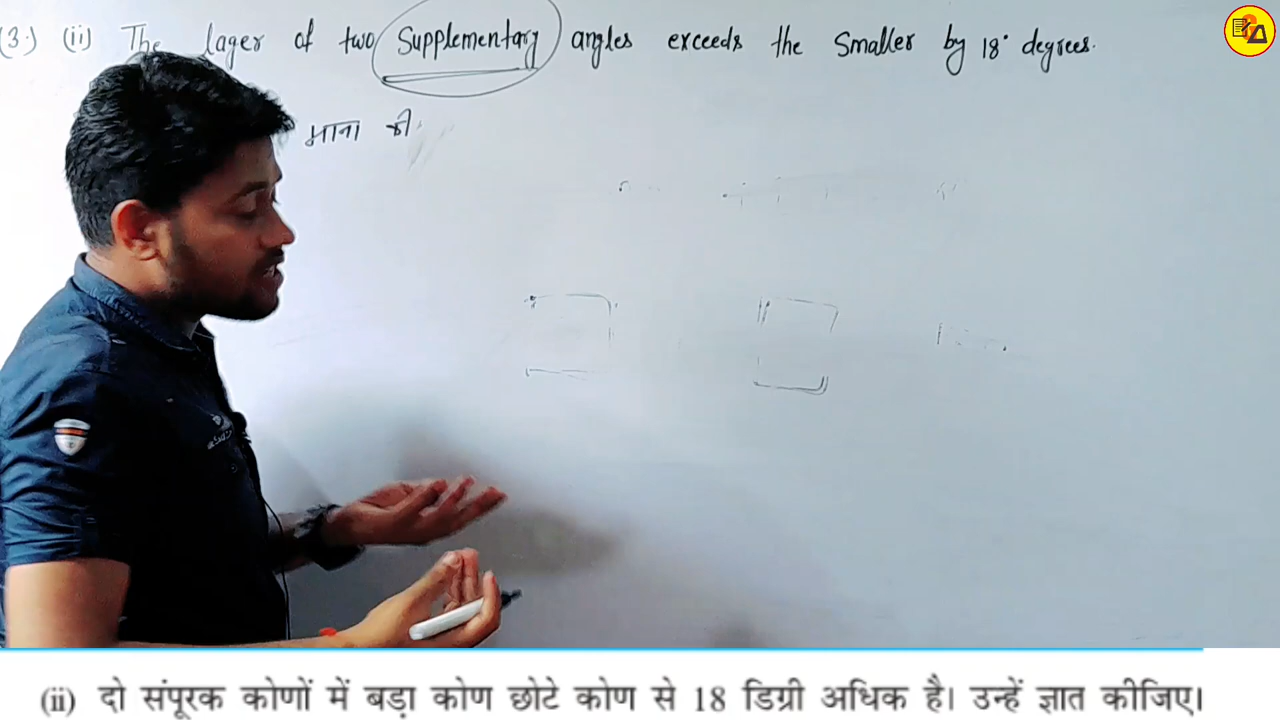 (3.) (ii) The lager of two Supplementary angles exceeds the Smaller by 18° degrees.
माना की
(ii) दो संपूरक कोणों में बड़ा कोण छोटे कोण से 18 डिग्री अधिक है। उन्हें ज्ञात कीजिए।